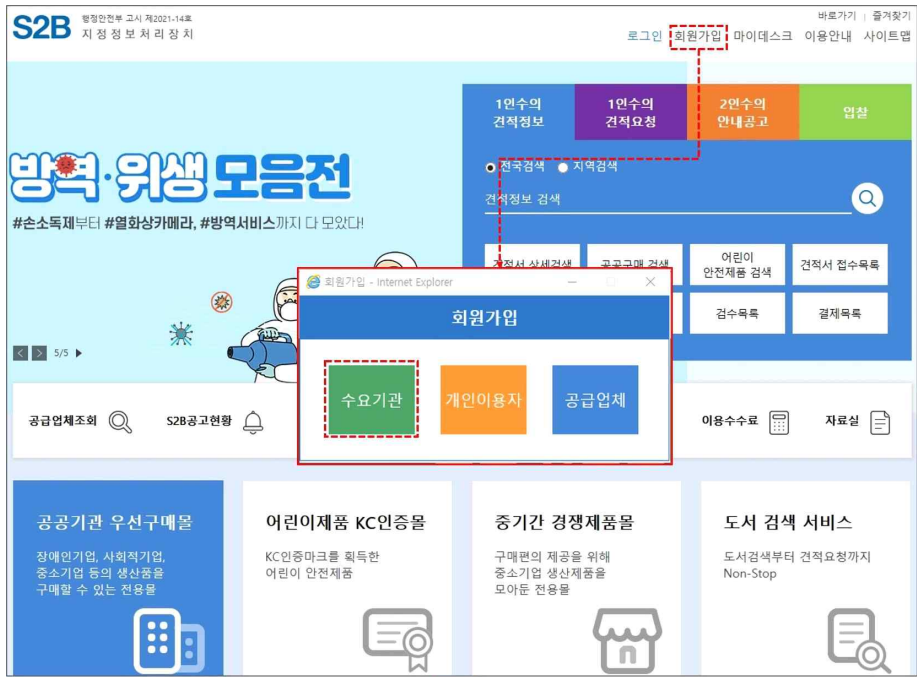 S2B
행정안전부 고시 제2021-14호
지정정보처리장치
바로가기 | 즐겨찾기
로그인 회원가입 마이데스크 이용안내 사이트맵
방역·위생 모음전
#손소독제부터 #열화상카메라, #방역서비스까지 다 모았다!
5/5
1인수의
견적정보
1인수의
견적요청
2인수의
안내공고
입찰
전국검색 지역검색
견적정보 검색
견적서 상세검색
공공구매 검색
어린이
안전제품 검색
견적서 접수목록
검수목록
결제목록
회원가입 - Internet Explorer
회원가입
수요기관
개인이용자
공급업체
공급업체조회
S2B공고현황
이용수수료
자료실
공공기관 우선구매몰
장애인기업, 사회적기업,
중소기업 등의 생산품을
구매할 수 있는 전용몰
어린이제품 KC인증몰
KC인증마크를 획득한
어린이 안전제품
중기간 경쟁제품몰
구매편의 제공을 위해
중소기업 생산제품을
모아둔 전용몰
도서 검색 서비스
도서검색부터 견적요청까지
Non-Stop